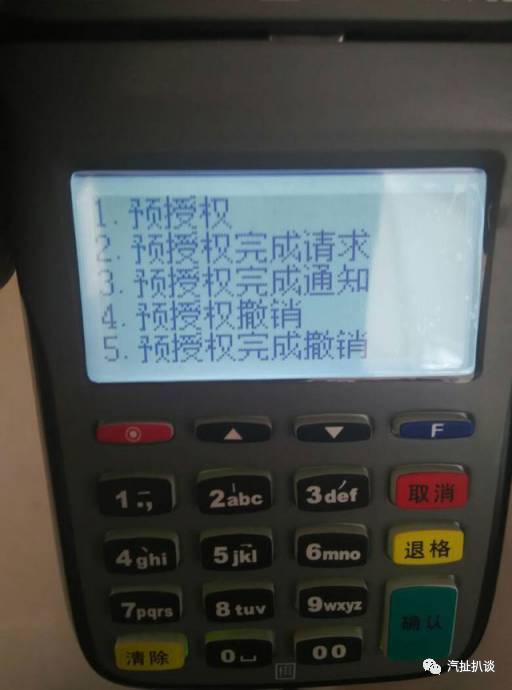 1.预授权
2.预授权完成请求
3.预授权完成通知
4.预授权撤销
5.预授权完成撤销
F
1.,
2abc
3def
取消
4ghi
5jkl
6mno
退格
7pqrs
8tuv
9wxyz
确认
清除
0
00
汽扯扒谈